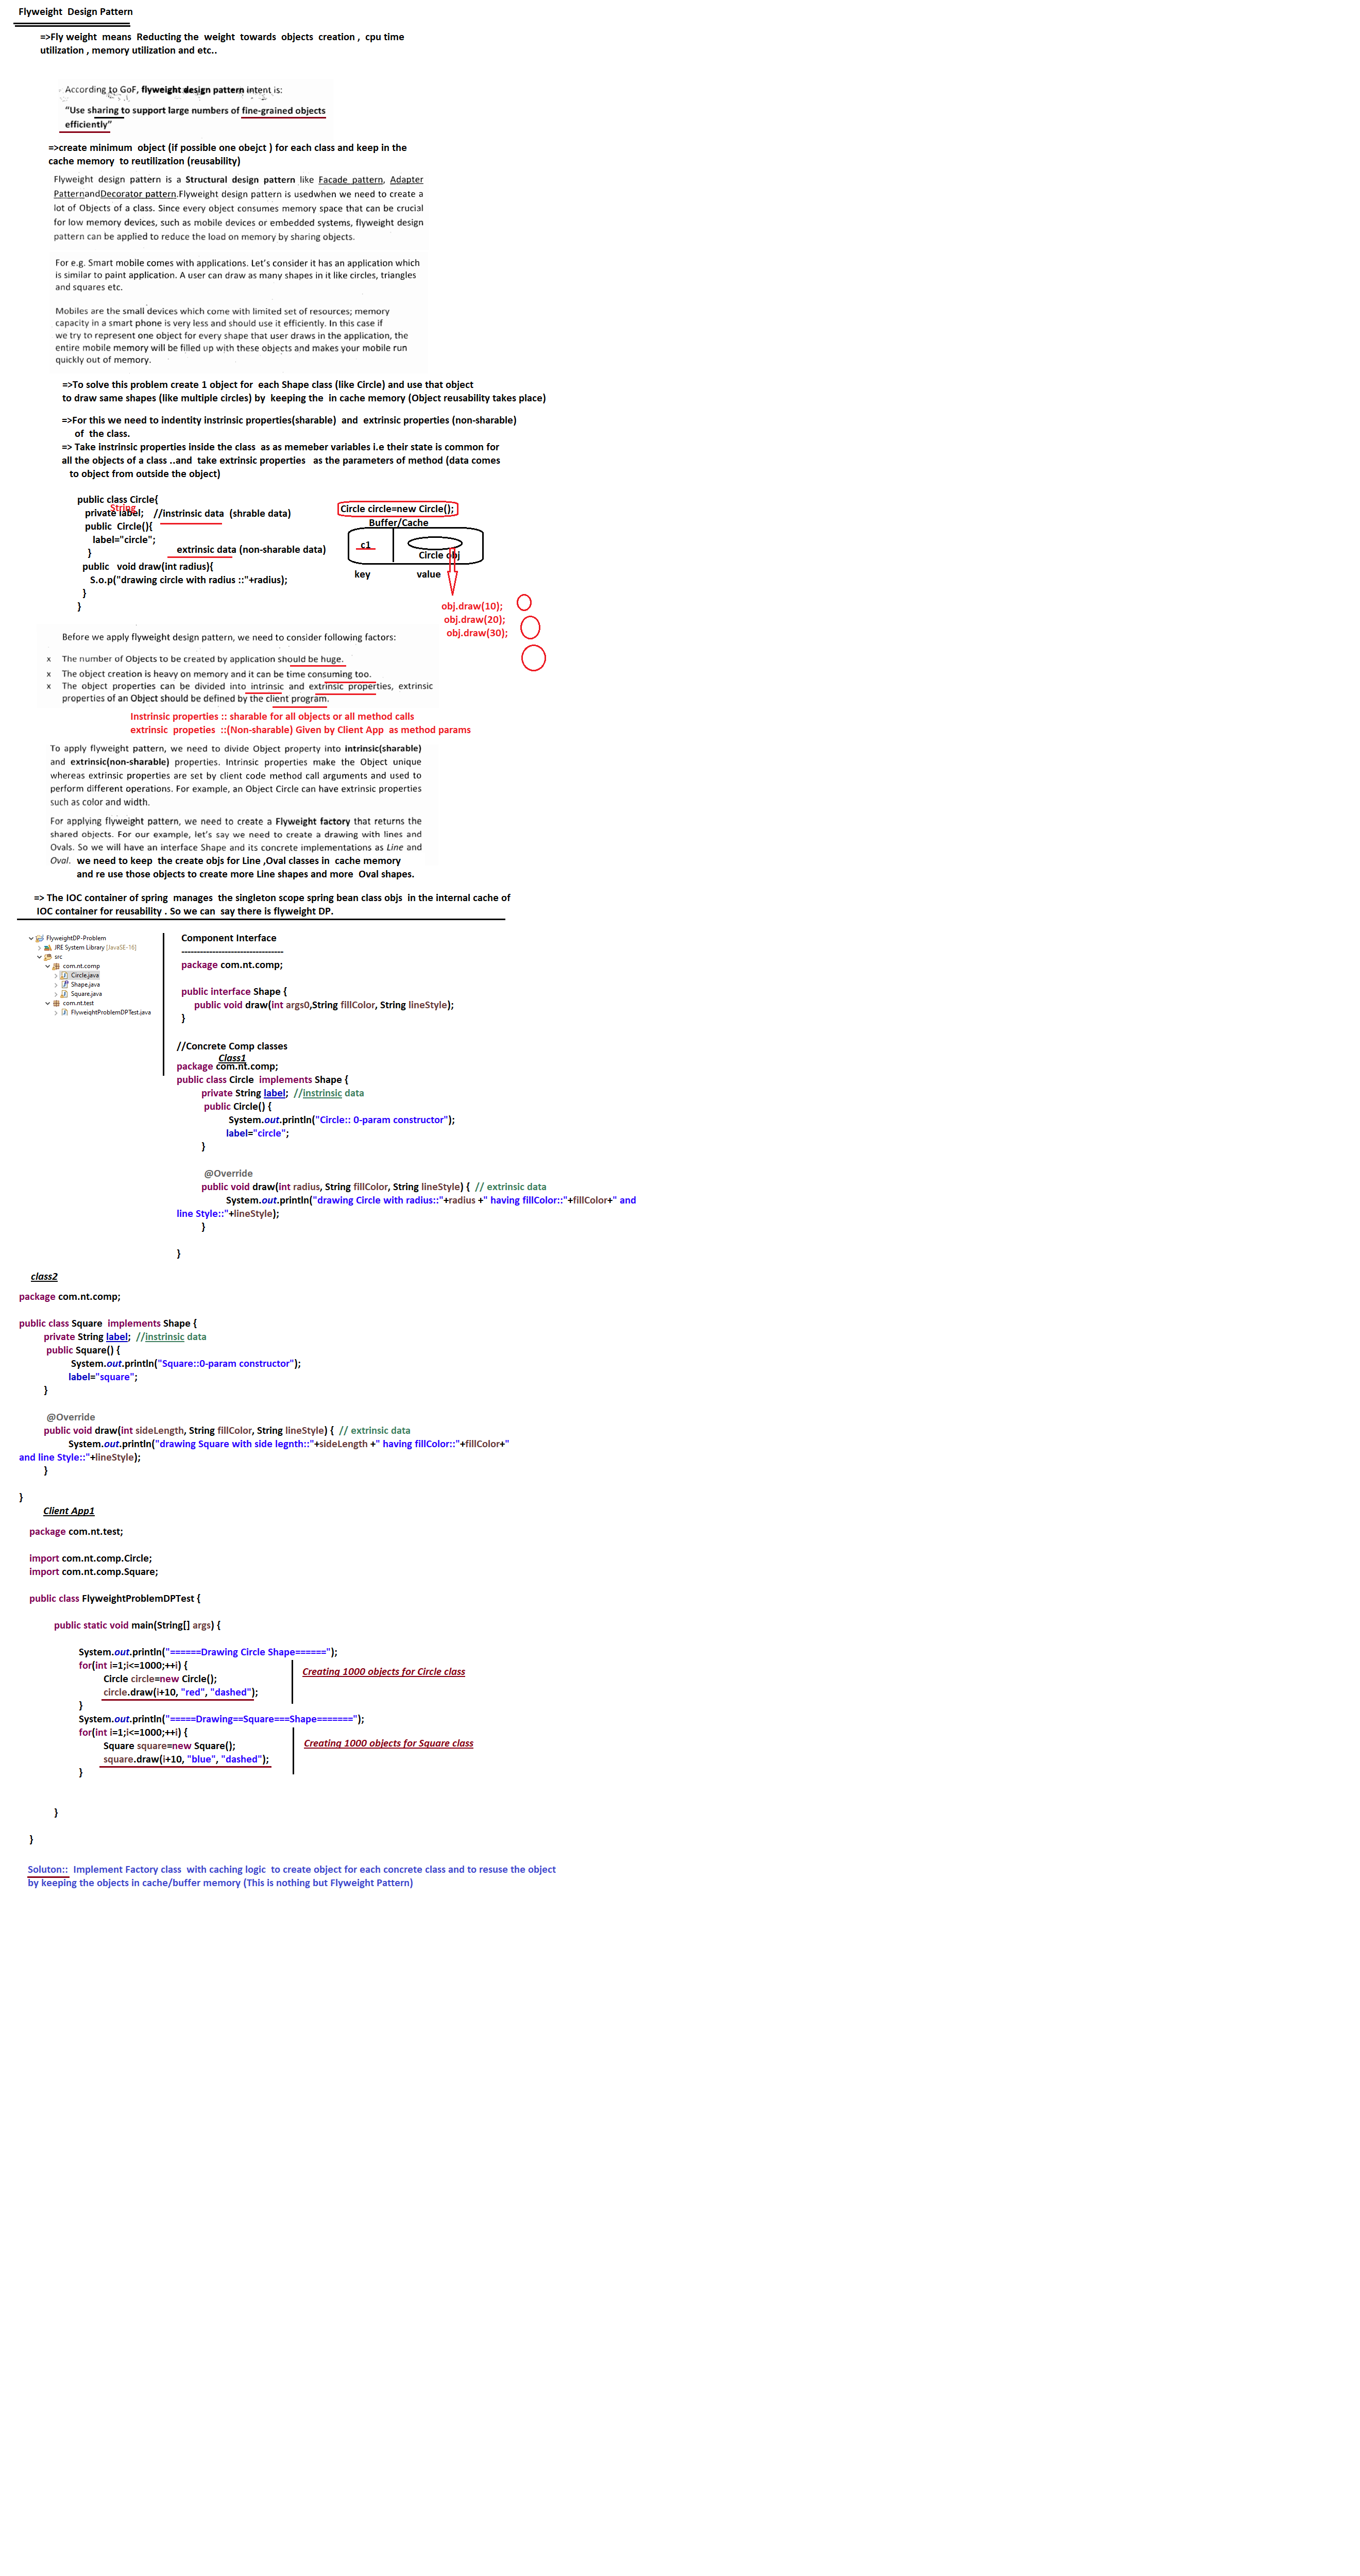 Flyweight  Design Pattern
=>Fly weight  means  Reducting the  weight  towards  objects  creation ,  cpu time
utilization , memory utilization and etc..
According to GoF, flyweight design pattern intent is:
"Use sharing to support large numbers of fine-grained objects
efficiently"
=>create minimum  object (if possible one obejct ) for each class and keep in the
cache memory  to reutilization (reusability)
Flyweight design pattern is a Structural design pattern like Facade pattern, Adapter
PatternandDecorator pattern.Flyweight design pattern is usedwhen we need to create a
lot of Objects of a class. Since every object consumes memory space that can be crucial
for low memory devices, such as mobile devices or embedded systems, flyweight design
pattern can be applied to reduce the load on memory by sharing objects.
For e.g. Smart mobile comes with applications. Let's consider it has an application which
is similar to paint application. A user can draw as many shapes in it like circles, triangles
and squares etc.
Mobiles are the small devices which come with limited set of resources; memory
capacity in a smart phone is very less and should use it efficiently. In this case if
we try to represent one object for every shape that user draws in the application, the
entire mobile memory will be filled up with these objects and makes your mobile run
quickly out of memory.
=>To solve this problem create 1 object for  each Shape class (like Circle) and use that object
to draw same shapes (like multiple circles) by  keeping the  in cache memory (Object reusability takes place)
=>For this we need to indentity instrinsic properties(sharable)  and  extrinsic properties (non-sharable)
of  the class.
=> Take instrinsic properties inside the class  as as memeber variables i.e their state is common for
all the objects of a class ..and  take extrinsic properties   as the parameters of method (data comes
to object from outside the object)
public class Circle{
String
private label;    //instrinsic data  (shrable data)
public  Circle(){
label="circle";
}
extrinsic data (non-sharable data)
public   void draw(int radius){
S.o.p("drawing circle with radius ::"+radius);
}
}
Circle circle=new Circle();
Buffer/Cache
c1
Circle obj
key
value
obj.draw(10);
obj.draw(20);
obj.draw(30);
Before we apply flyweight design pattern, we need to consider following factors:
x   The number of Objects to be created by application should be huge.
x   The object creation is heavy on memory and it can be time consuming too.
x   The object properties can be divided into intrinsic and extrinsic properties, extrinsic
properties of an Object should be defined by the client program.
Instrinsic properties :: sharable for all objects or all method calls
extrinsic  propeties  ::(Non-sharable) Given by Client App  as method params
To apply flyweight pattern, we need to divide Object property into intrinsic(sharable)
and extrinsic(non-sharable) properties. Intrinsic properties make the Object unique
whereas extrinsic properties are set by client code method call arguments and used to
perform different operations. For example, an Object Circle can have extrinsic properties
such as color and width.
For applying flyweight pattern, we need to create a Flyweight factory that returns the
shared objects. For our example, let's say we need to create a drawing with lines and
Ovals. So we will have an interface Shape and its concrete implementations as Line and
Oval.  we need to keep  the create objs for Line ,Oval classes in  cache memory
and re use those objects to create more Line shapes and more  Oval shapes.
=> The IOC container of spring  manages  the singleton scope spring bean class objs  in the internal cache of
IOC container for reusability . So we can  say there is flyweight DP.
FlyweightDP-Problem
JRE System Library [JavaSE-16]
src
com.nt.comp
Circle.java
Shape.java
Square.java
com.nt.test
FlyweightProblemDPTest.java
Component Interface
---------------------------------
package com.nt.comp;
public interface Shape {
public void draw(int args0,String fillColor, String lineStyle);
}
//Concrete Comp classes
Class1
package com.nt.comp;
public class Circle  implements Shape {
private String label;  //instrinsic data
public Circle() {
System.out.println("Circle:: 0-param constructor");
label="circle";
}
@Override
public void draw(int radius, String fillColor, String lineStyle) {  // extrinsic data
System.out.println("drawing Circle with radius::"+radius +" having fillColor::"+fillColor+" and
line Style::"+lineStyle);
}
}
class2
package com.nt.comp;
public class Square  implements Shape {
private String label;  //instrinsic data
public Square() {
System.out.println("Square::0-param constructor");
label="square";
}
@Override
public void draw(int sideLength, String fillColor, String lineStyle) {  // extrinsic data
System.out.println("drawing Square with side legnth::"+sideLength +" having fillColor::"+fillColor+"
and line Style::"+lineStyle);
}
}
Client App1
package com.nt.test;
import com.nt.comp.Circle;
import com.nt.comp.Square;
public class FlyweightProblemDPTest {
public static void main(String[] args) {
System.out.println("======Drawing Circle Shape======");
for(int i=1;i<=1000;++i) {
Circle circle=new Circle();
circle.draw(i+10, "red", "dashed");
}
Creating 1000 objects for Circle class
System.out.println("=====Drawing==Square===Shape=======");
for(int i=1;i<=1000;++i) {
Square square=new Square();
square.draw(i+10, "blue", "dashed");
}
Creating 1000 objects for Square class
}
}
Soluton::  Implement Factory class  with caching logic  to create object for each concrete class and to resuse the object
by keeping the objects in cache/buffer memory (This is nothing but Flyweight Pattern)